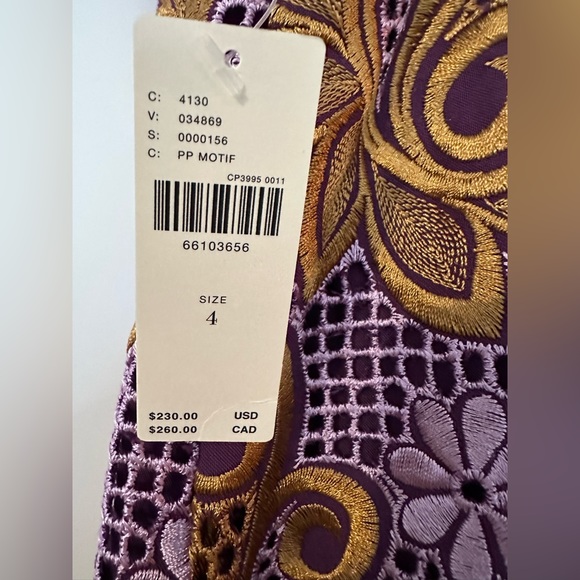 C: 4130
V: 034869
S: 0000156
C: PP MOTIF
CP3995 0011
66103656
SIZE
4
$230.00 USD
$260.00 CAD